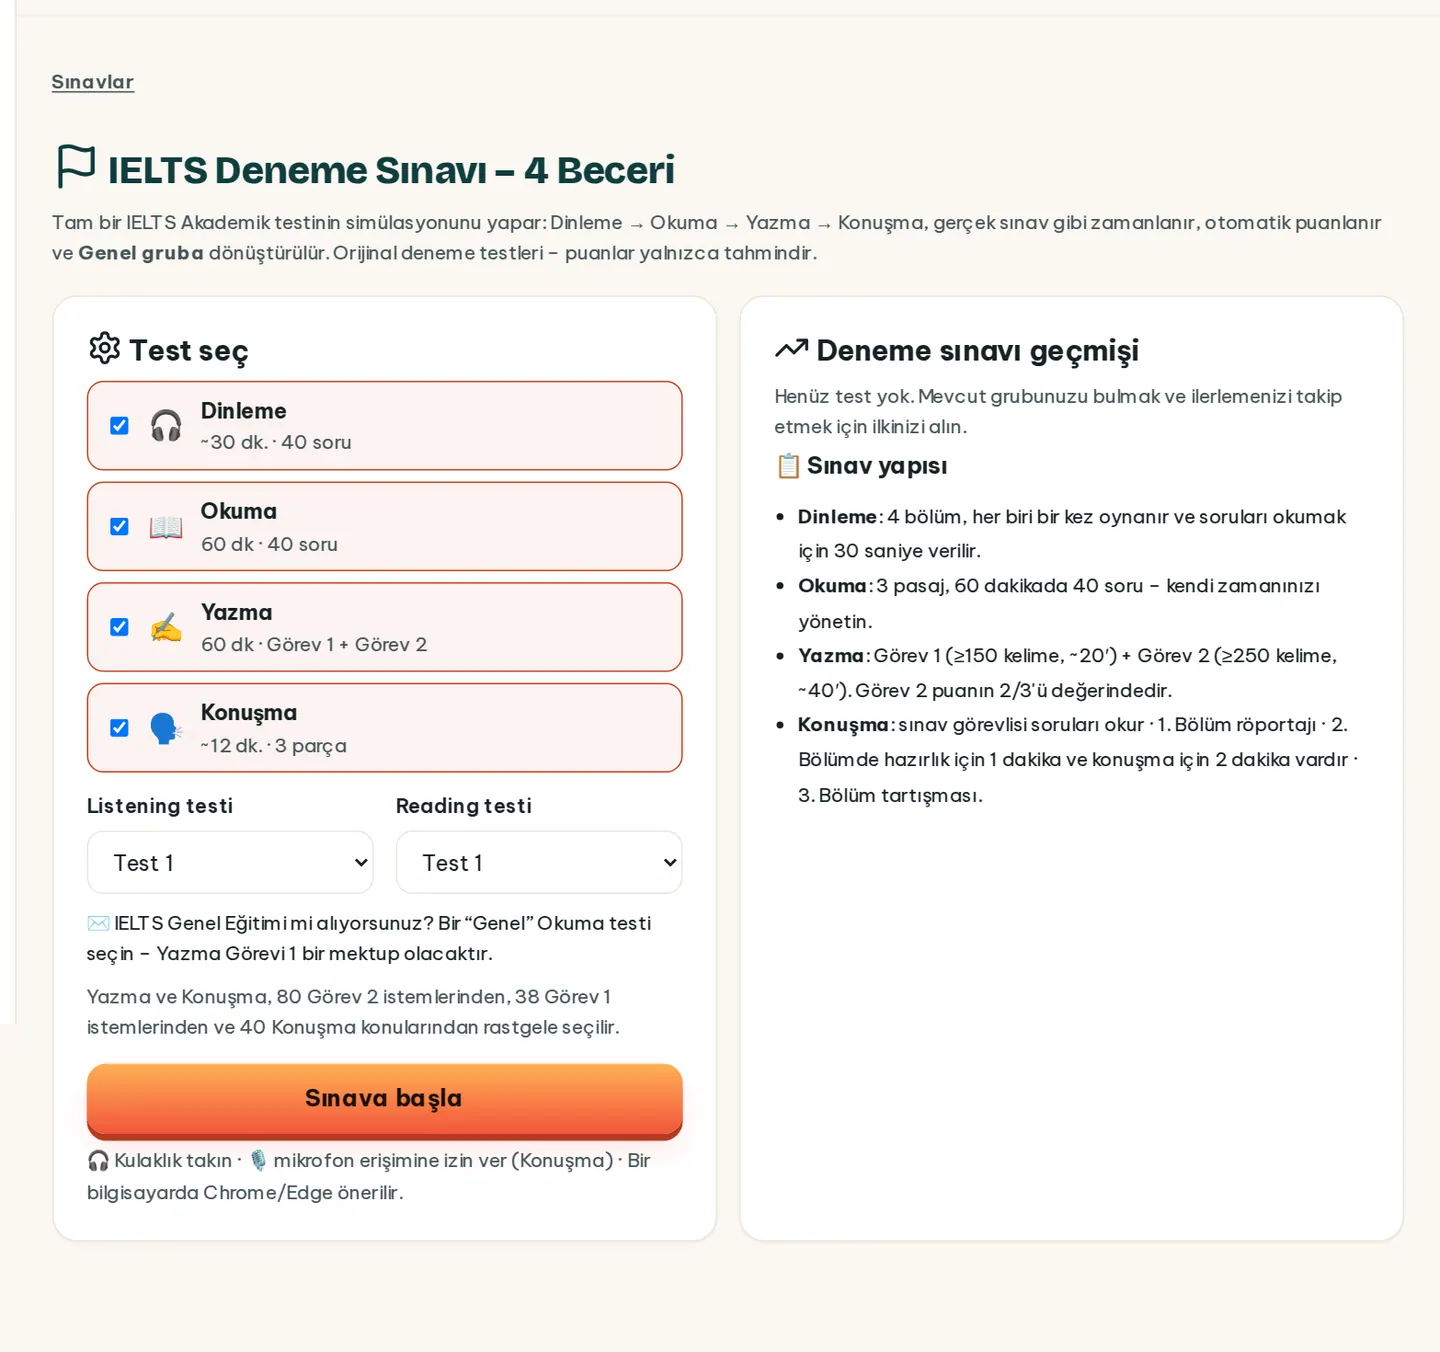 Sınavlar
IELTS Deneme Sınavı – 4 Beceri
Tam bir IELTS Akademik testinin simülasyonunu yapar: Dinleme → Okuma → Yazma → Konuşma, gerçek sınav gibi zamanlanır, otomatik puanlanır
ve Genel gruba dönüştürülür. Orijinal deneme testleri – puanlar yalnızca tahmindir.
Test seç
Dinleme
~30 dk. · 40 soru
Okuma
60 dk · 40 soru
Yazma
60 dk · Görev 1 + Görev 2
Konuşma
~12 dk. · 3 parça
Listening testi
Reading testi
Test 1
Test 1
✉️ IELTS Genel Eğitimi mi alıyorsunuz? Bir “Genel” Okuma testi
seçin – Yazma Görevi 1 bir mektup olacaktır.
Yazma ve Konuşma, 80 Görev 2 istemlerinden, 38 Görev 1
istemlerinden ve 40 Konuşma konularından rastgele seçilir.
Sınava başla
🎧 Kulaklık takın · 🎙️ mikrofon erişimine izin ver (Konuşma) · Bir
bilgisayarda Chrome/Edge önerilir.
Deneme sınavı geçmişi
Henüz test yok. Mevcut grubunuzu bulmak ve ilerlemenizi takip
etmek için ilkinizi alın.
📋 Sınav yapısı
• Dinleme: 4 bölüm, her biri bir kez oynanır ve soruları okumak
için 30 saniye verilir.
• Okuma: 3 pasaj, 60 dakikada 40 soru – kendi zamanınızı
yönetin.
• Yazma: Görev 1 (≥150 kelime, ~20′) + Görev 2 (≥250 kelime,
~40′). Görev 2 puanın 2/3'ü değerindedir.
• Konuşma: sınav görevlisi soruları okur · 1. Bölüm röportajı · 2.
Bölümde hazırlık için 1 dakika ve konuşma için 2 dakika vardır ·
3. Bölüm tartışması.